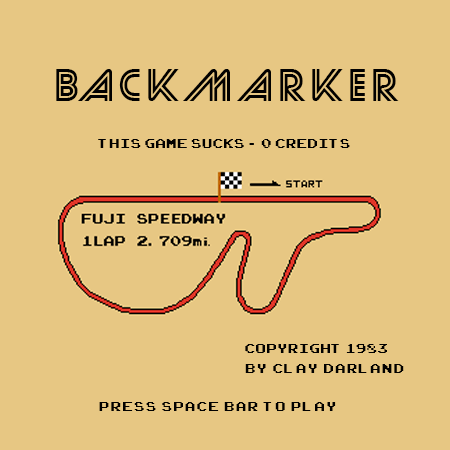 BACKMARKER
THIS GAME SUCKS - 0 CREDITS
START
FUJI SPEEDWAY
1LAP 2.709mi.
COPYRIGHT 1983
BY CLAY DARLAND
PRESS SPACE BAR TO PLAY